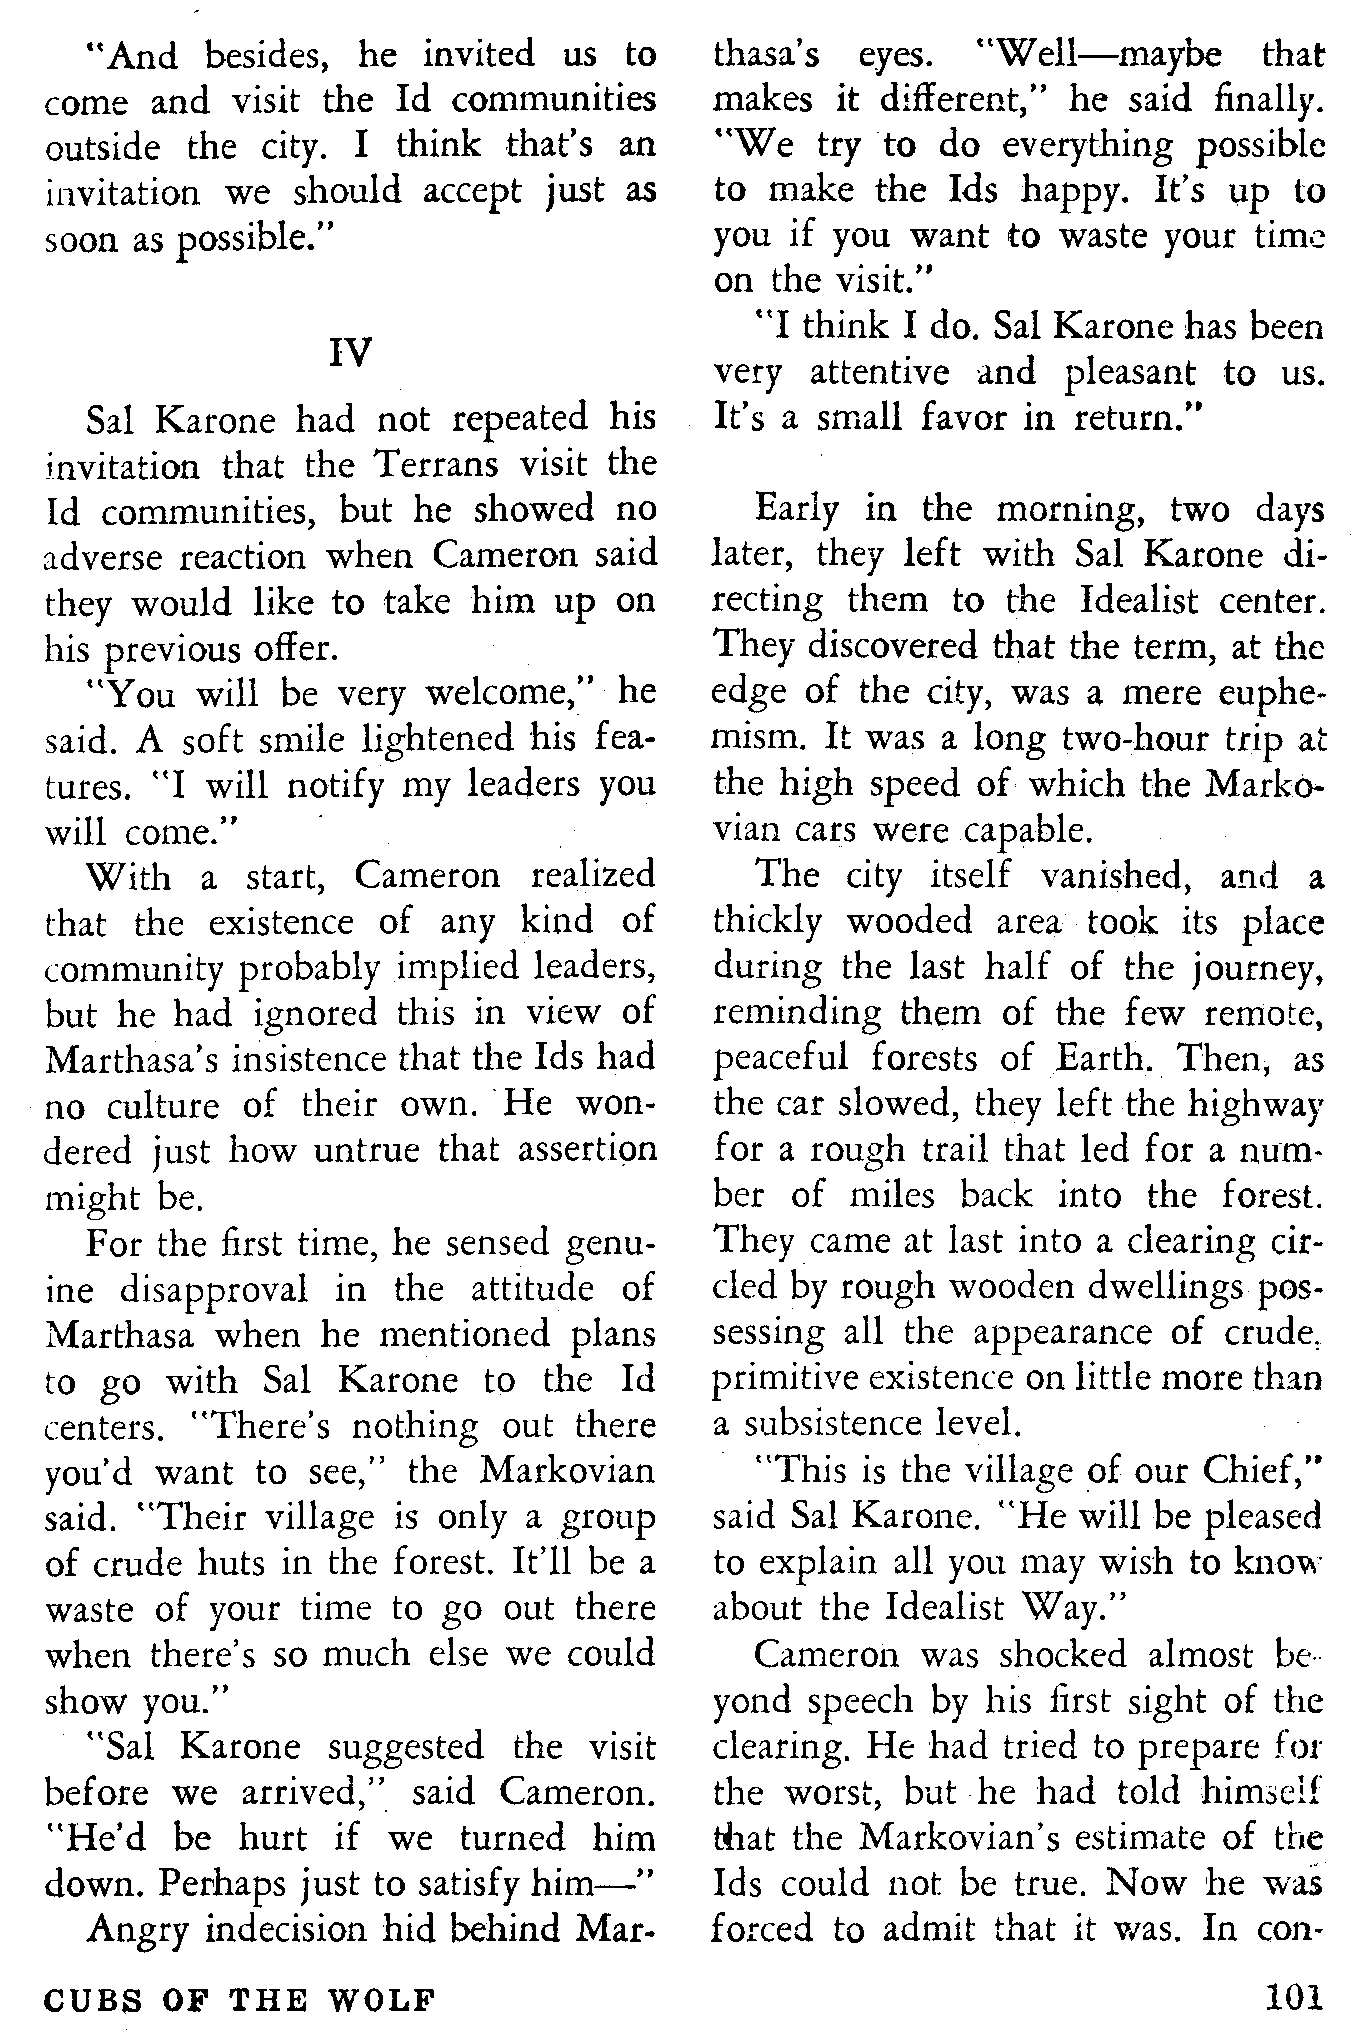 "And besides, he invited us to
come and visit the Id communities
outside the city. I think that's an
invitation we should accept just as
soon as possible."
IV
Sal Karone had not repeated his
invitation that the Terrans visit the
Id communities, but he showed no
adverse reaction when Cameron said
they would like to take him up on
his previous offer.
"You will be very welcome," he
said. A soft smile lightened his fea-
tures. "I will notify my leaders you
will come."
With a start, Cameron realized
that the existence of any kind of
community probably implied leaders,
but he had ignored this in view of
Marthasa's insistence that the Ids had
no culture of their own. He won-
dered just how untrue that assertion
might be.
For the first time, he sensed genu-
ine disapproval in the attitude of
Marthasa when he mentioned plans
to go with Sal Karone to the Id
centers. "There's nothing out there
you'd want to see," the Markovian
said. "Their village is only a group
of crude huts in the forest. It'll be a
waste of your time to go out there
when there's so much else we could
show you."
"Sal Karone suggested the visit
before we arrived," said Cameron.
"He'd be hurt if we turned him
down. Perhaps just to satisfy him—"
Angry indecision hid behind Mar-
thasa's eyes. "Well—maybe that
makes it different," he said finally.
"We try to do everything possible
to make the Ids happy. It's up to
you if you want to waste your time
on the visit."
"I think I do. Sal Karone has been
very attentive and pleasant to us.
It's a small favor in return."
Early in the morning, two days
later, they left with Sal Karone di-
recting them to the Idealist center.
They discovered that the term, at the
edge of the city, was a mere euphe-
mism. It was a long two-hour trip at
the high speed of which the Marko-
vian cars were capable.
The city itself vanished, and a
thickly wooded area took its place
during the last half of the journey,
reminding them of the few remote,
peaceful forests of Earth. Then, as
the car slowed, they left the highway
for a rough trail that led for a num-
ber of miles back into the forest.
They came at last into a clearing cir-
cled by rough wooden dwellings pos-
sessing all the appearance of crude,
primitive existence on little more than
a subsistence level.
"This is the village of our Chief,"
said Sal Karone. "He will be pleased
to explain all you may wish to know
about the Idealist Way."
Cameron was shocked almost be-
yond speech by his first sight of the
clearing. He had tried to prepare for
the worst, but he had told himself
that the Markovian's estimate of the
Ids could not be true. Now he was
forced to admit that it was. In con-
CUBS OF THE WOLF
101